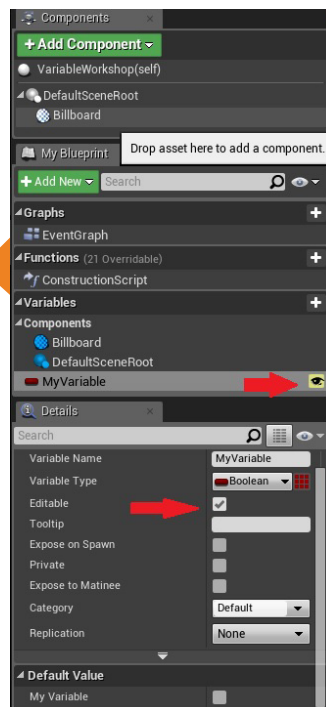 Components
+Add Component
VariableWorkshop(self)
DefaultSceneRoot
Billboard
Drop asset here to add a component.
My Blueprint
+Add New Search
Graphs
EventGraph
Functions (21 Overridable)
ConstructionScript
Variables
Components
Billboard
DefaultSceneRoot
MyVariable
Details
Search
Variable Name MyVariable
Variable Type Boolean
Editable
Tooltip
Expose on Spawn
Private
Expose to Matinee
Category Default
Replication None
Default Value
My Variable